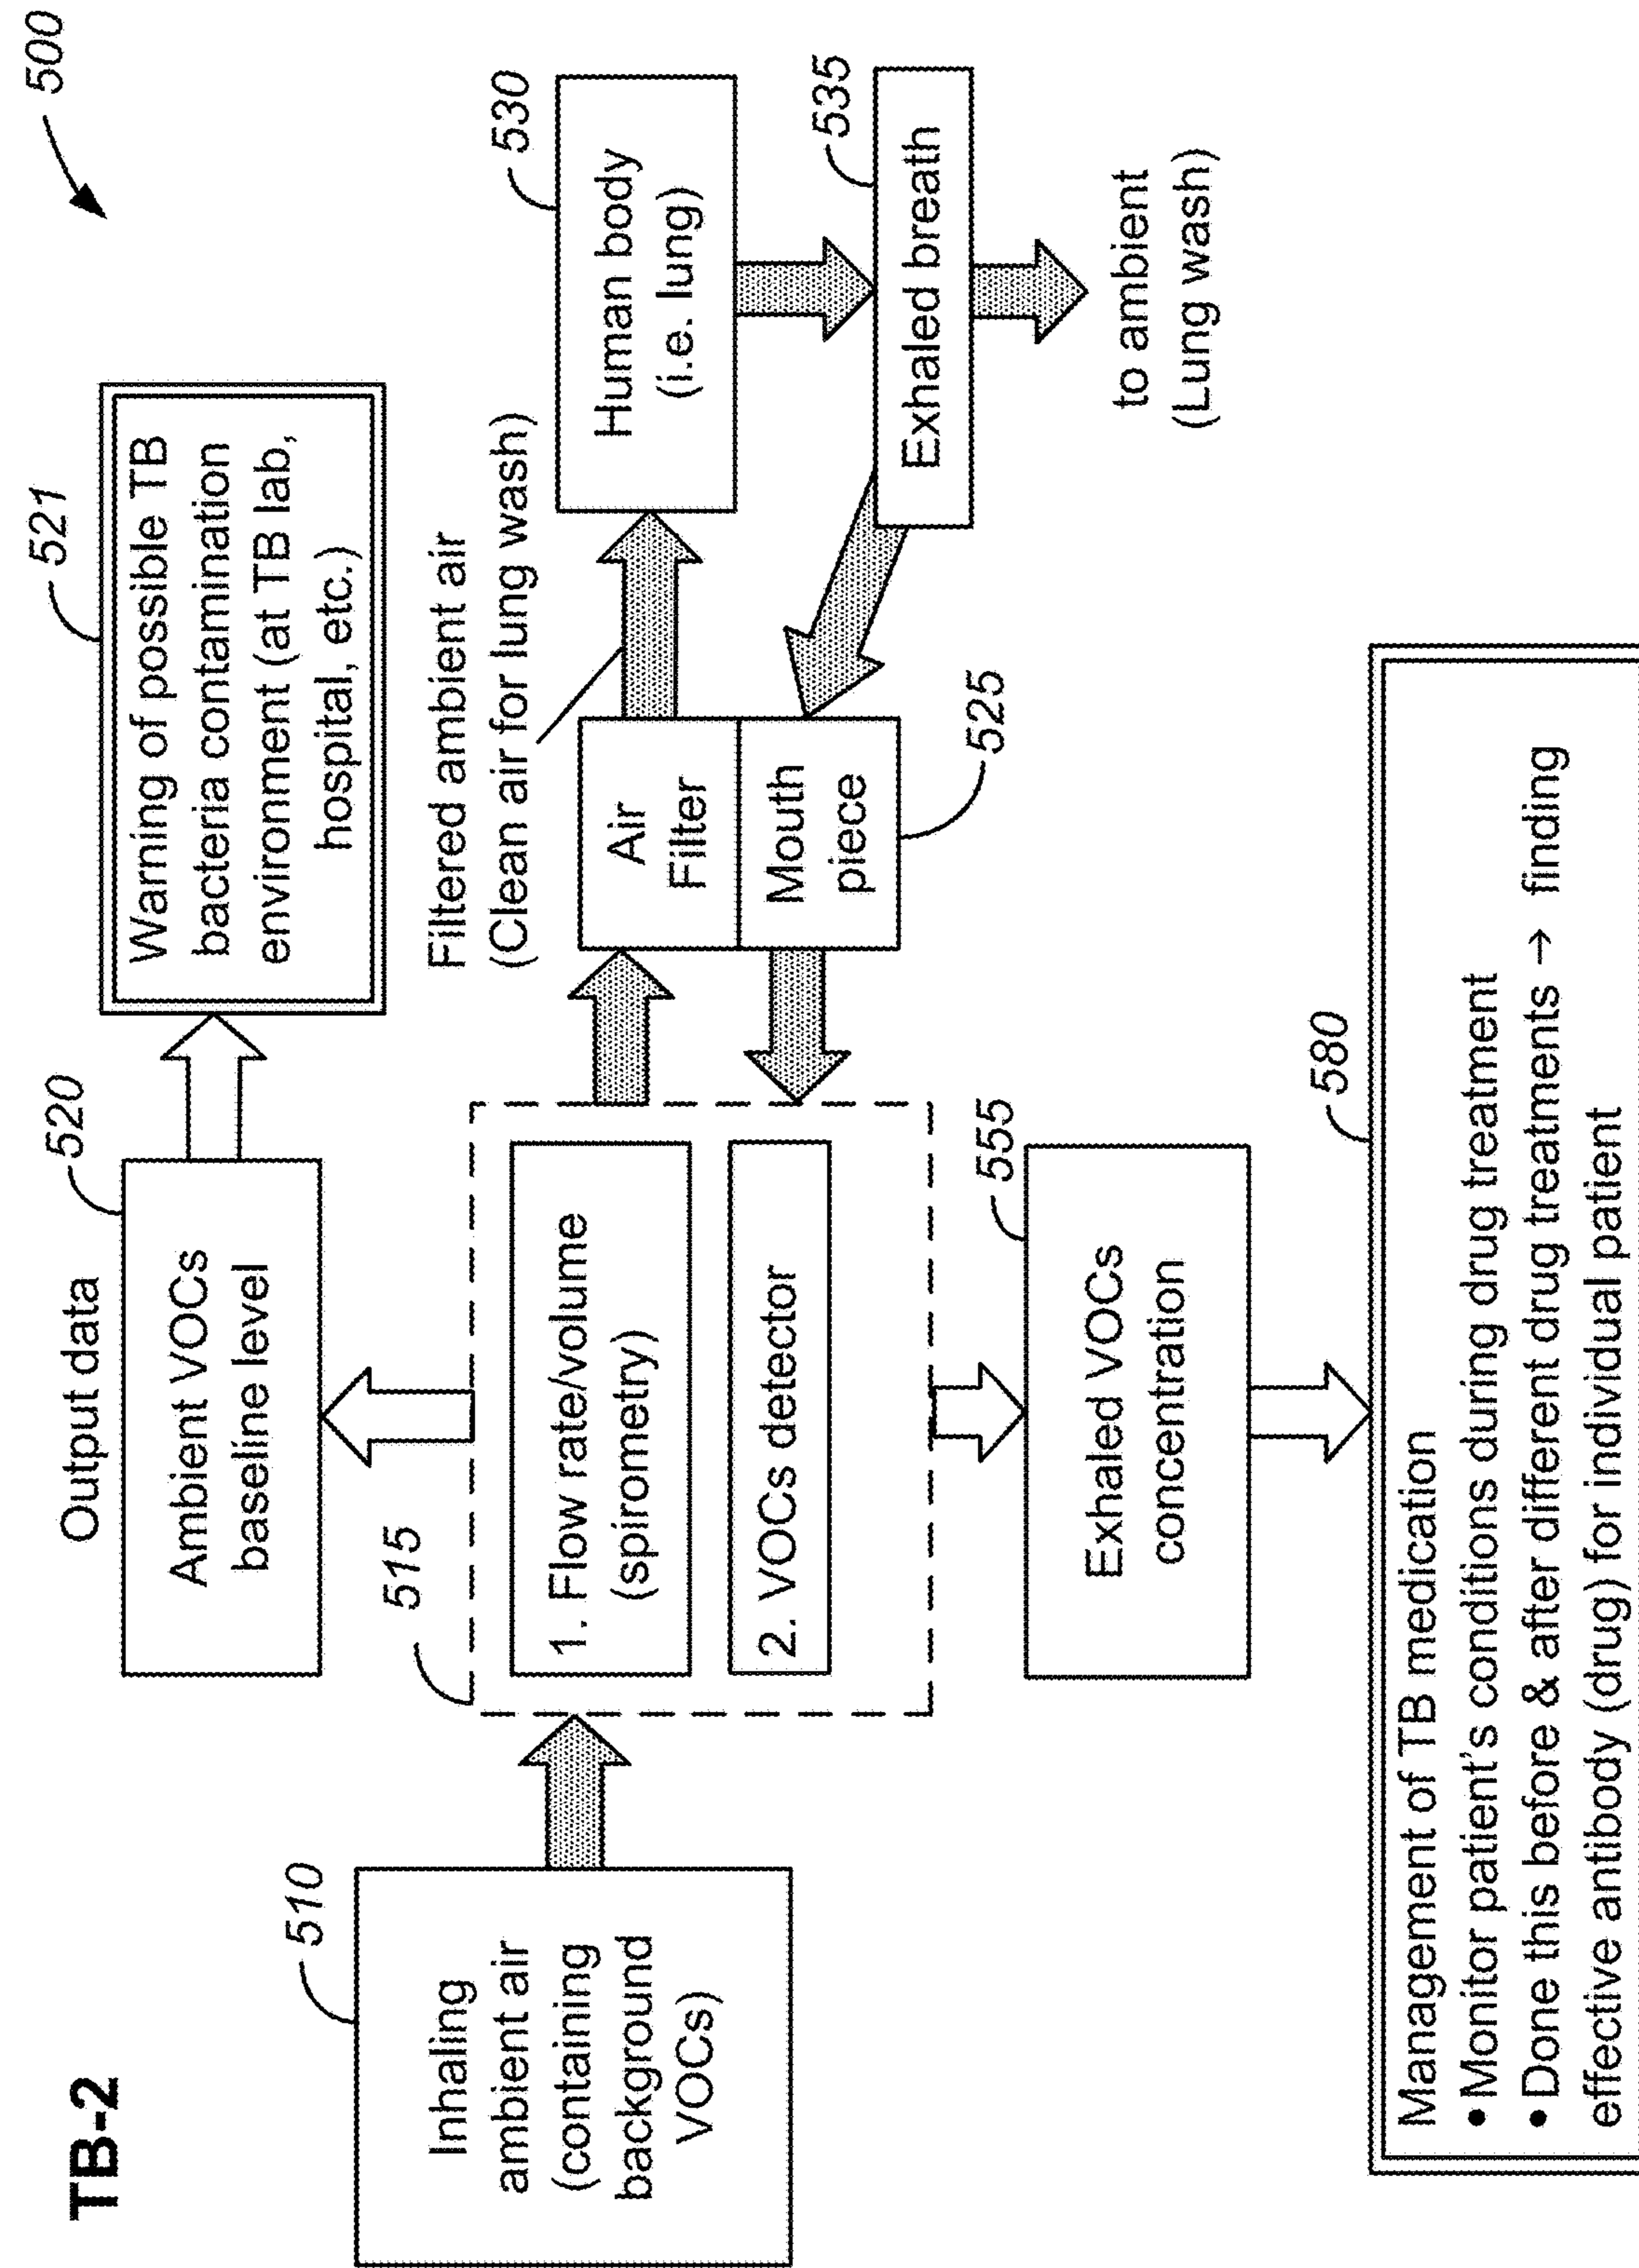 TB-2
500
Output data
520
Ambient VOCs
baseline level
521
Warning of possible TB
bacteria contamination
environment (at TB lab,
hospital, etc.)
510
Inhaling
ambient air
(containing
background
VOCs)
515
1. Flow rate/volume
(spirometry)
2. VOCs detector
Filtered ambient air
(Clean air for lung wash)
Air
Filter
Mouth
piece
525
530
Human body
(i.e. lung)
535
Exhaled breath
to ambient
(Lung wash)
555
Exhaled VOCs
concentration
580
Management of TB medication
• Monitor patient's conditions during drug treatment
• Done this before & after different drug treatments → finding
effective antibody (drug) for individual patient